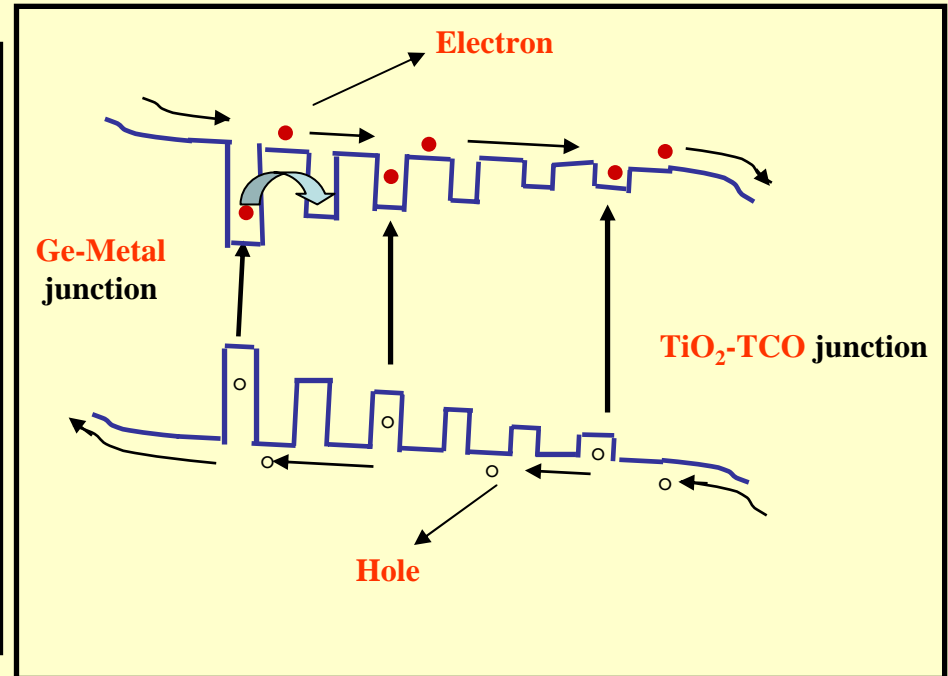 Electron
Ge-Metal
junction
TiO₂-TCO junction
Hole